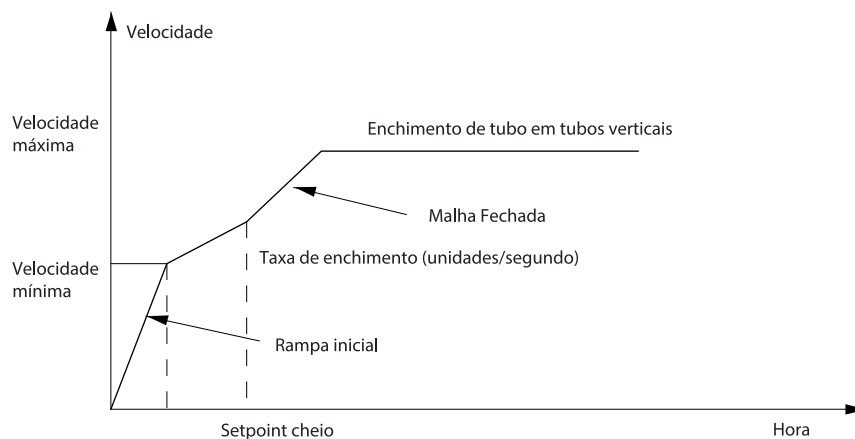 Velocidade
Velocidade
máxima
Enchimento de tubo em tubos verticais
Malha Fechada
Taxa de enchimento (unidades/segundo)
Velocidade
mínima
Rampa inicial
Setpoint cheio
Hora